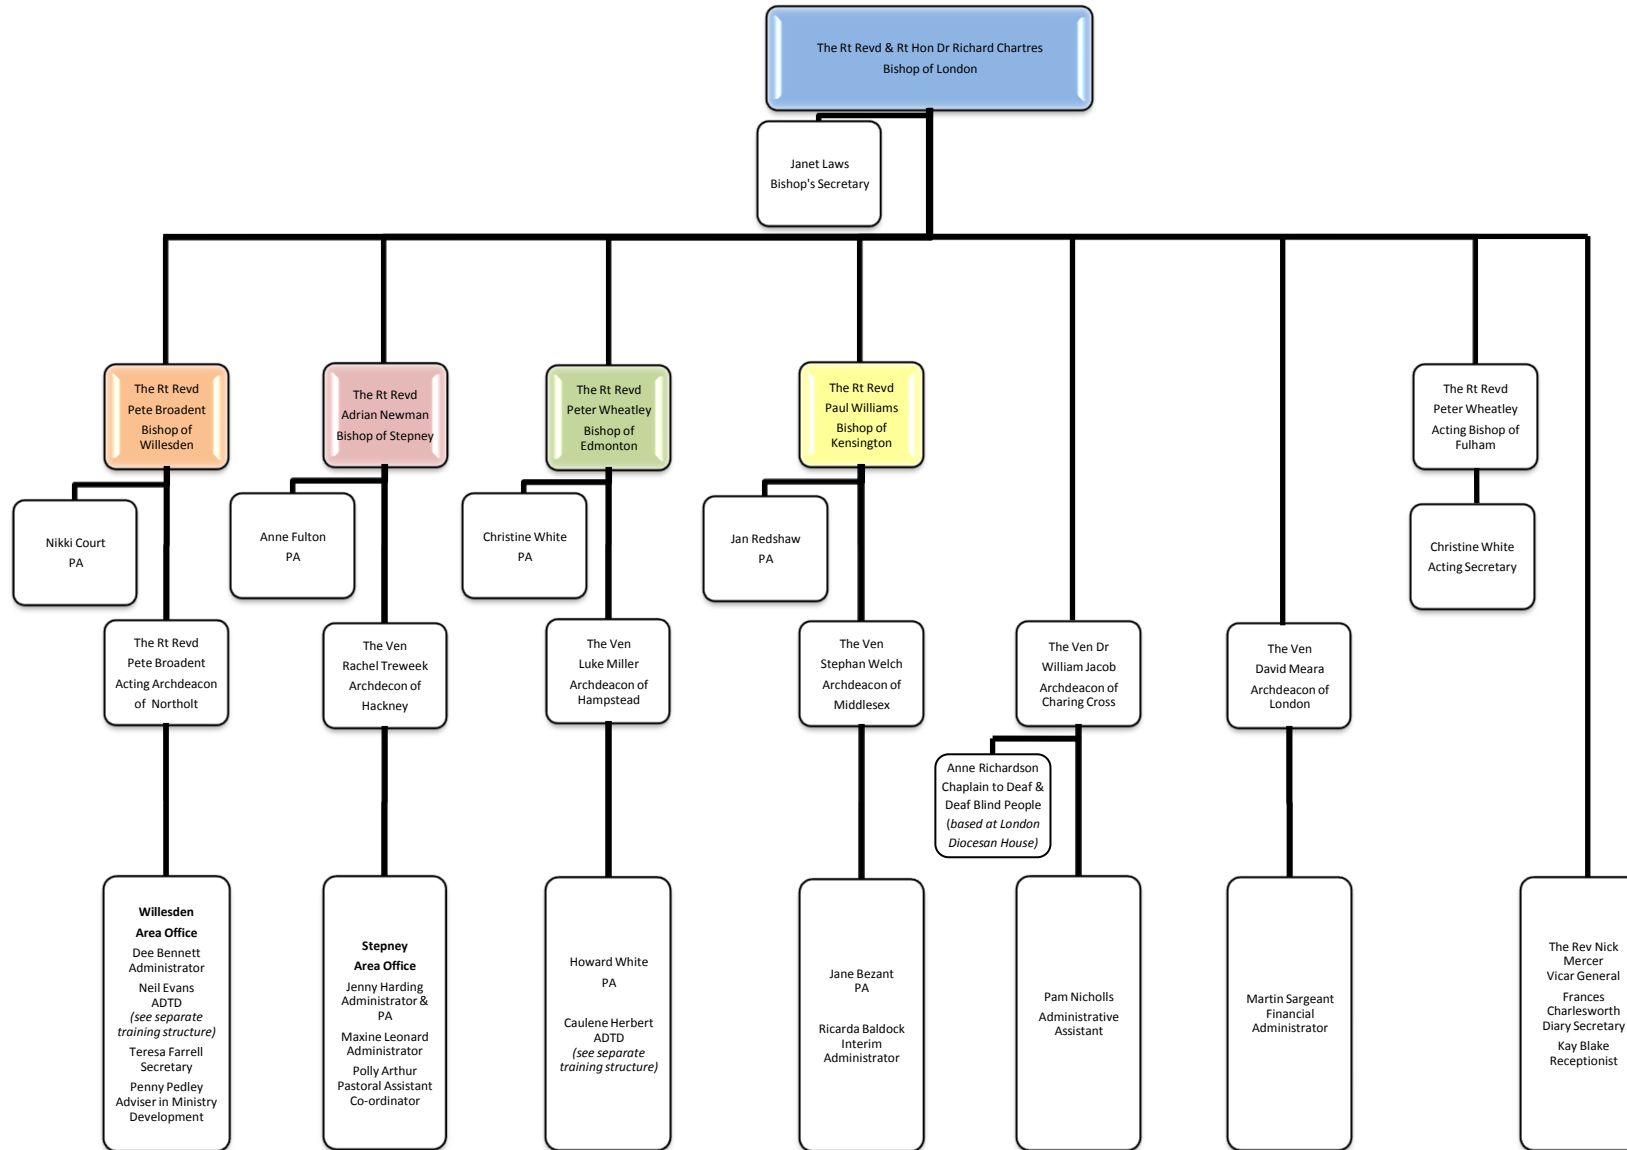 The Rt Revd & Rt Hon Dr Richard Chartres
Bishop of London
Janet Laws
Bishop's Secretary
The Rt Revd
Pete Broadent
Bishop of
Willesden
The Rt Revd
Adrian Newman
Bishop of Stepney
The Rt Revd
Peter Wheatley
Bishop of
Edmonton
The Rt Revd
Paul Williams
Bishop of
Kensington
The Rt Revd
Peter Wheatley
Acting Bishop of
Fulham
Nikki Court
PA
Anne Fulton
PA
Christine White
PA
Jan Redshaw
PA
Christine White
Acting Secretary
The Rt Revd
Pete Broadent
Acting Archdeacon
of Northolt
The Ven
Rachel Treweek
Archdecon of
Hackney
The Ven
Luke Miller
Archdeacon of
Hampstead
The Ven
Stephan Welch
Archdeacon of
Middlesex
The Ven Dr
William Jacob
Archdeacon of
Charing Cross
The Ven
David Meara
Archdeacon of
London
Anne Richardson
Chaplain to Deaf &
Deaf Blind People
(based at London
Diocesan House)
Willesden
Area Office
Dee Bennett
Administrator
Neil Evans
ADTD
(see separate
training structure)
Teresa Farrell
Secretary
Penny Pedley
Adviser in Ministry
Development
Stepney
Area Office
Jenny Harding
Administrator &
PA
Maxine Leonard
Administrator
Polly Arthur
Pastoral Assistant
Co-ordinator
Howard White
PA
Caulene Herbert
ADTD
(see separate
training structure)
Jane Bezant
PA
Ricarda Baldock
Interim
Administrator
Pam Nicholls
Administrative
Assistant
Martin Sargeant
Financial
Administrator
The Rev Nick
Mercer
Vicar General
Frances
Charlesworth
Diary Secretary
Kay Blake
Receptionist